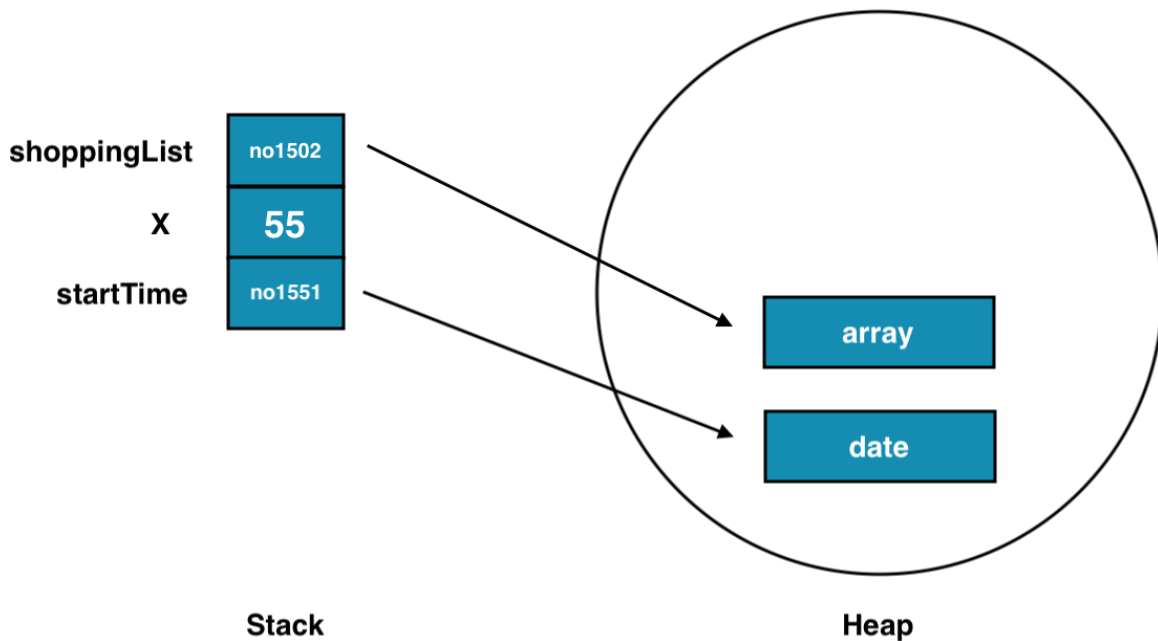 shoppingList no1502
X 55
startTime no1551
array
date
Stack
Heap